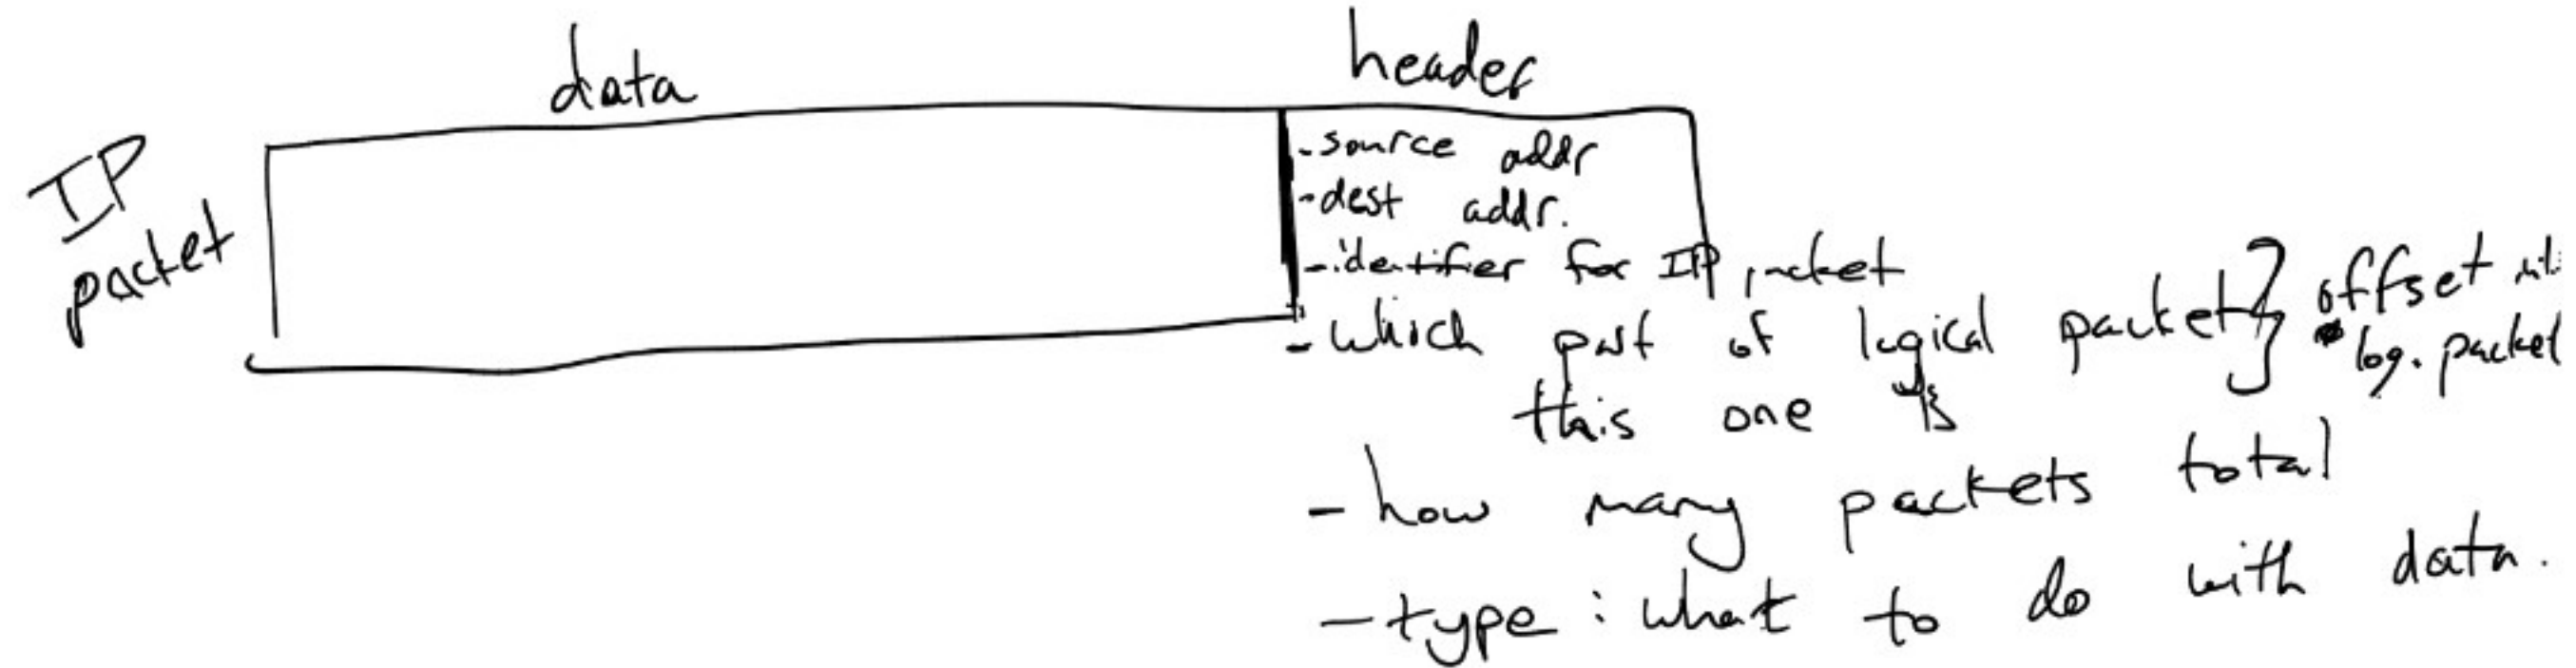 data
header
IP
packet
- source addr
- dest addr.
- identifier for IP packet
- which part of logical packet } offset
log. packet
this one is
- how many packets total
- type : what to do with data.